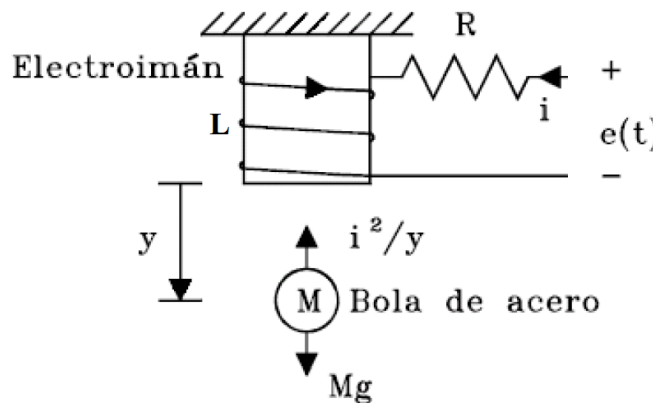 R
Electroimán
+
i
L
e(t)
−
y
i²/y
M Bola de acero
Mg